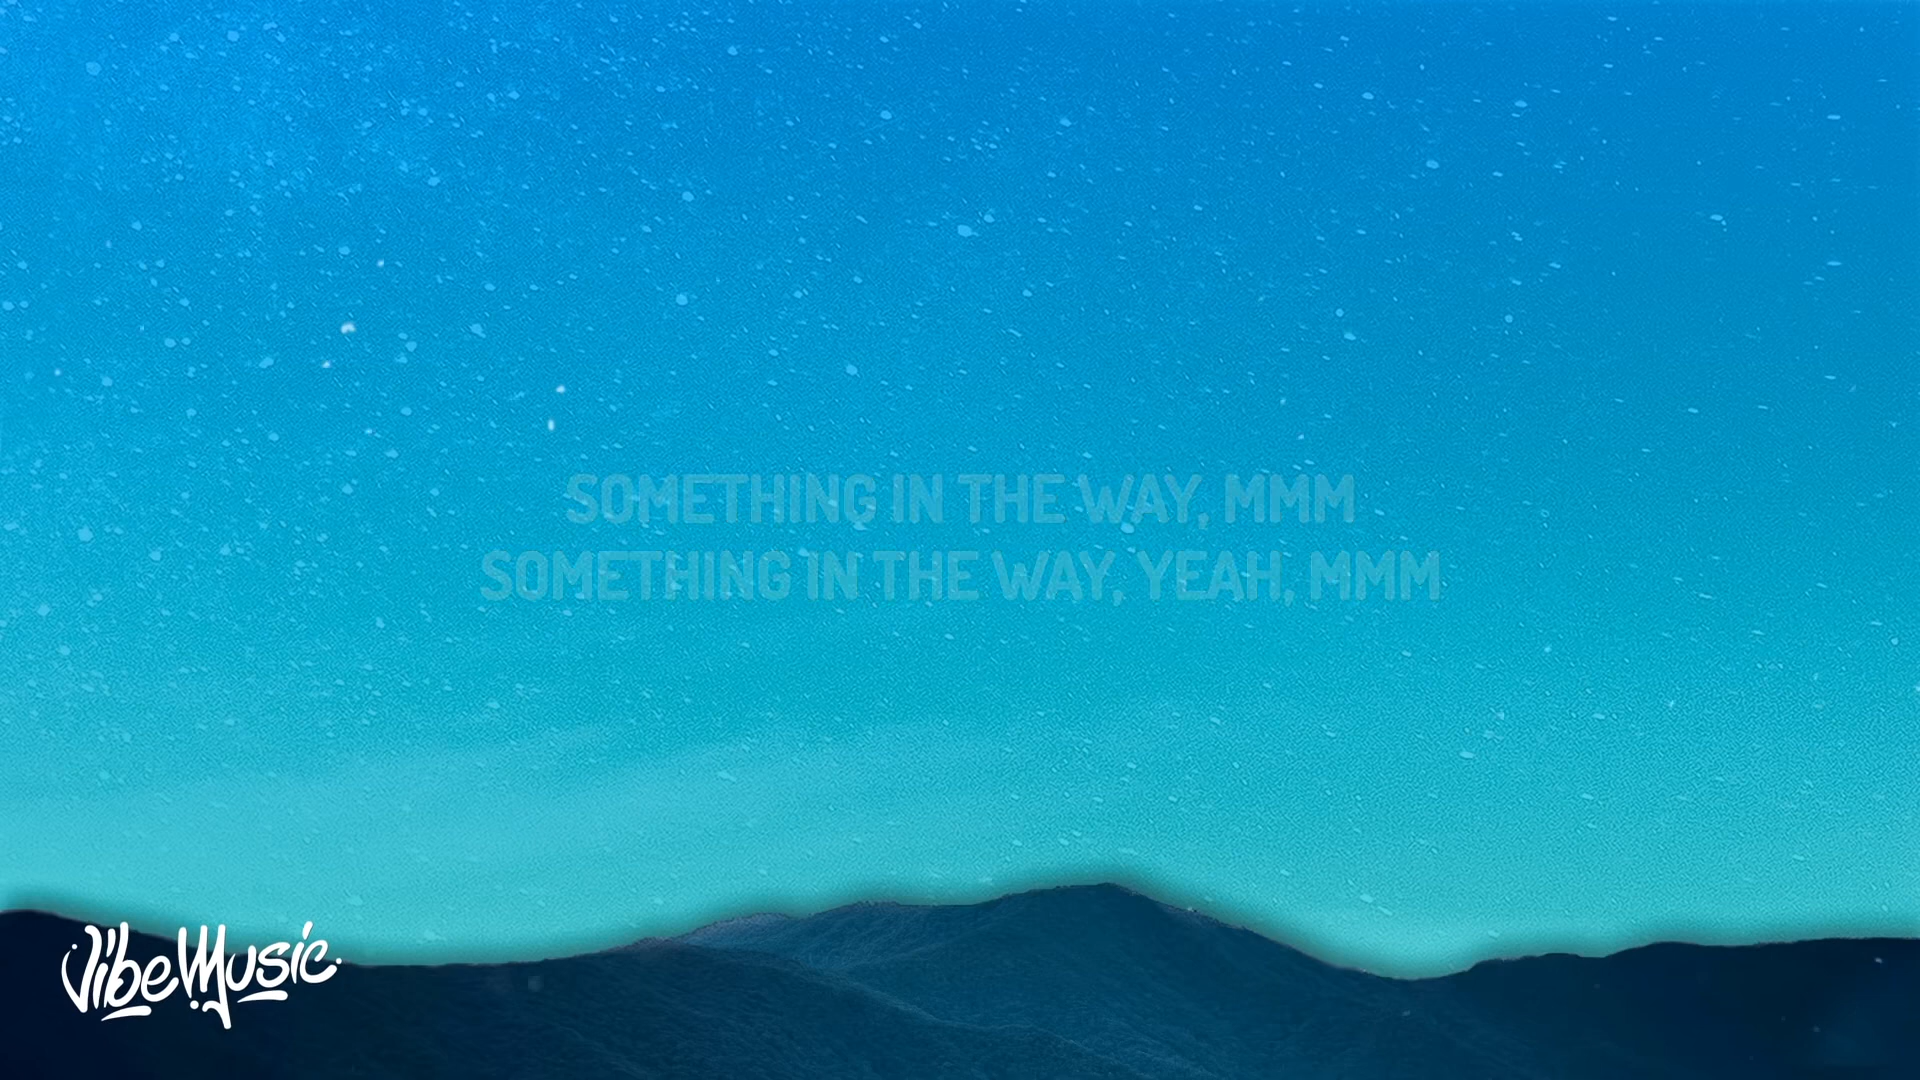 SOMETHING IN THE WAY, MMM
SOMETHING IN THE WAY, YEAH, MMM
VibeMusic